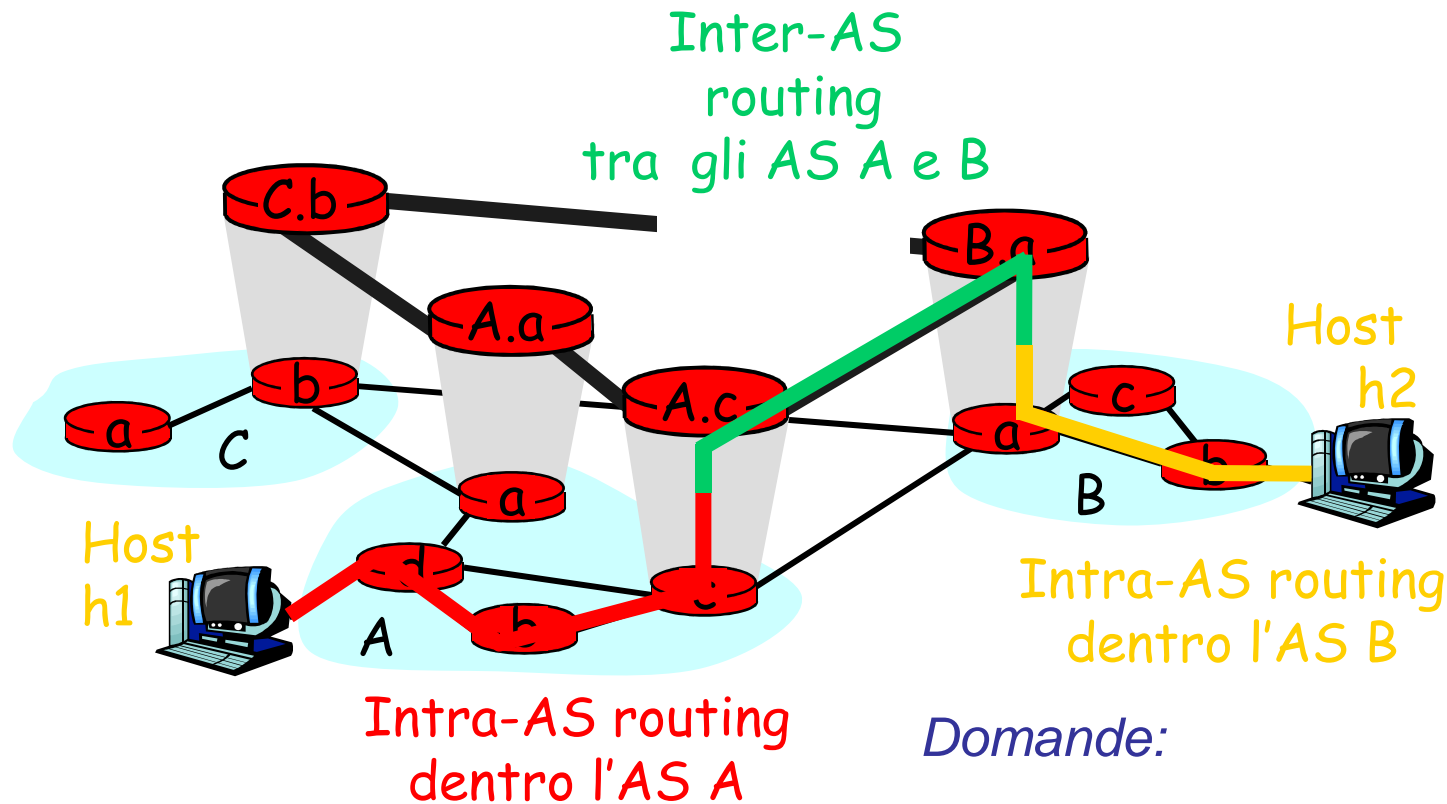 Inter-AS
routing
tra gli AS A e B
C.b
B.a
A.a
Host
h2
A.c
b
c
a
a
C
b
B
a
Host
h1
d
c
b
A
Intra-AS routing
dentro l'AS B
Intra-AS routing
dentro l'AS A
Domande: